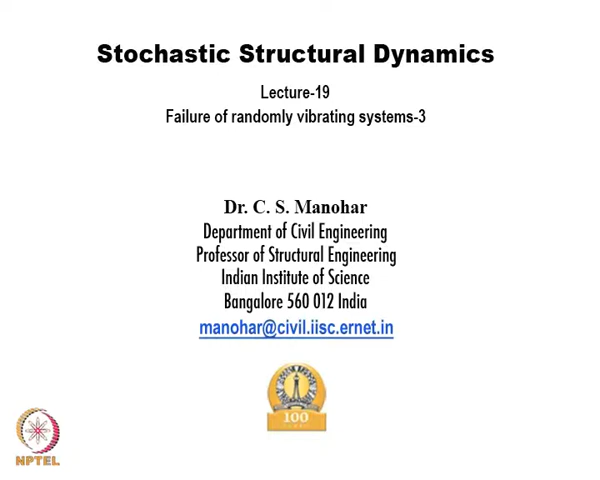 Stochastic Structural Dynamics
Lecture-19
Failure of randomly vibrating systems-3
Dr. C. S. Manohar
Department of Civil Engineering
Professor of Structural Engineering
Indian Institute of Science
Bangalore 560 012 India
manohar@civil.iisc.ernet.in
100
NPTEL